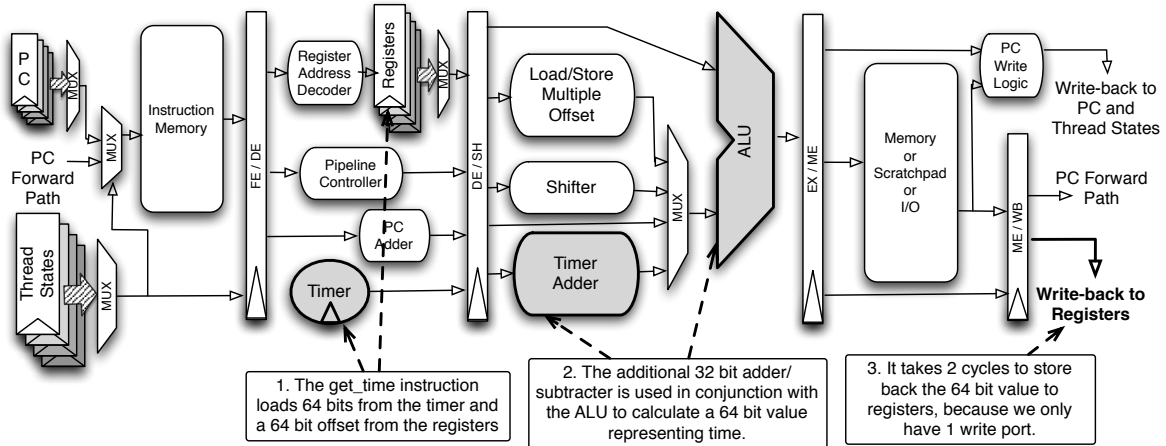 PC
MUX
PC
Forward
Path
MUX
Thread
States
MUX
Instruction
Memory
FE / DE
Register
Address
Decoder
Registers
MUX
Pipeline
Controller
PC
Adder
Timer
DE / SH
Load/Store
Multiple
Offset
Shifter
Timer
Adder
MUX
ALU
EX / ME
Memory
or
Scratchpad
or
I/O
PC
Write
Logic
Write-back to
PC and
Thread States
ME / WB
PC Forward
Path
Write-back to
Registers
1. The get_time instruction
loads 64 bits from the timer and
a 64 bit offset from the registers
2. The additional 32 bit adder/
subtracter is used in conjunction with
the ALU to calculate a 64 bit value
representing time.
3. It takes 2 cycles to store
back the 64 bit value to
registers, because we only
have 1 write port.